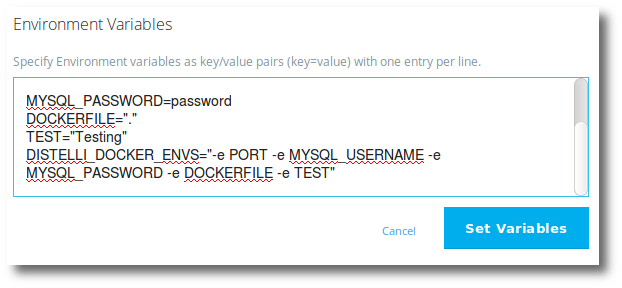 Environment Variables
Specify Environment variables as key/value pairs (key=value) with one entry per line.
MYSQL_PASSWORD=password
DOCKERFILE="."
TEST="Testing"
DISTELLI_DOCKER_ENVS="-e PORT -e MYSQL_USERNAME -e
MYSQL_PASSWORD -e DOCKERFILE -e TEST"
Cancel
Set Variables